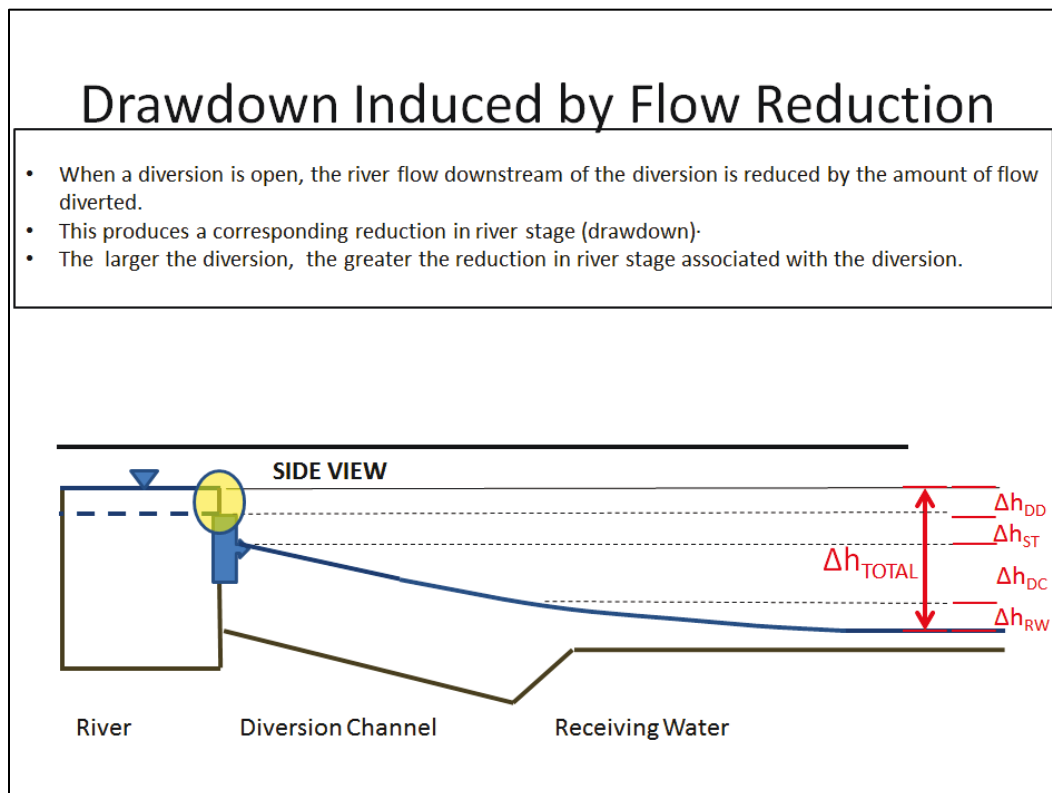 Drawdown Induced by Flow Reduction
• When a diversion is open, the river flow downstream of the diversion is reduced by the amount of flow
diverted.
• This produces a corresponding reduction in river stage (drawdown)·
• The larger the diversion, the greater the reduction in river stage associated with the diversion.
SIDE VIEW
Δh_DD
Δh_ST
Δh_TOTAL
Δh_DC
Δh_RW
River
Diversion Channel
Receiving Water